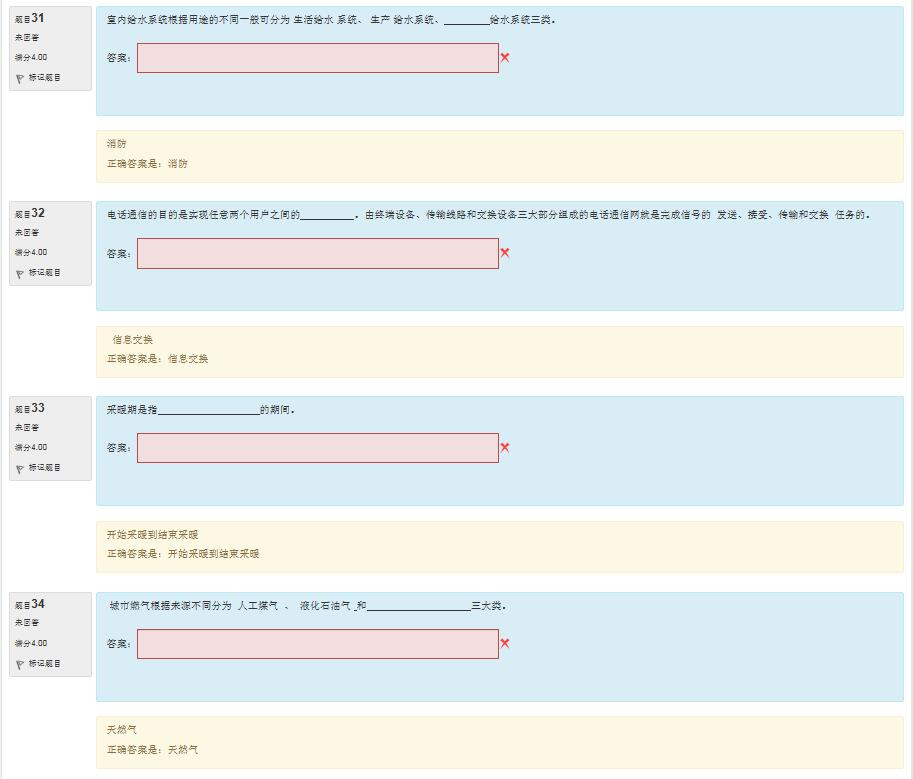 题目31
未回答
满分4.00
标记题目
室内给水系统根据用途的不同一般可分为 生活给水 系统、 生产 给水系统、_________给水系统三类。
答案：
消防
正确答案是：消防
题目32
未回答
满分4.00
标记题目
电话通信的目的是实现任意两个用户之间的___________。由终端设备、传输线路和交换设备三大部分组成的电话通信网就是完成信号的 发送、接受、传输和交换 任务的。
答案：
信息交换
正确答案是：信息交换
题目33
未回答
满分4.00
标记题目
采暖期是指____________________的期间。
答案：
开始采暖到结束采暖
正确答案是：开始采暖到结束采暖
题目34
未回答
满分4.00
标记题目
城市燃气根据来源不同分为 人工煤气 、 液化石油气 和____________________三大类。
答案：
天然气
正确答案是：天然气